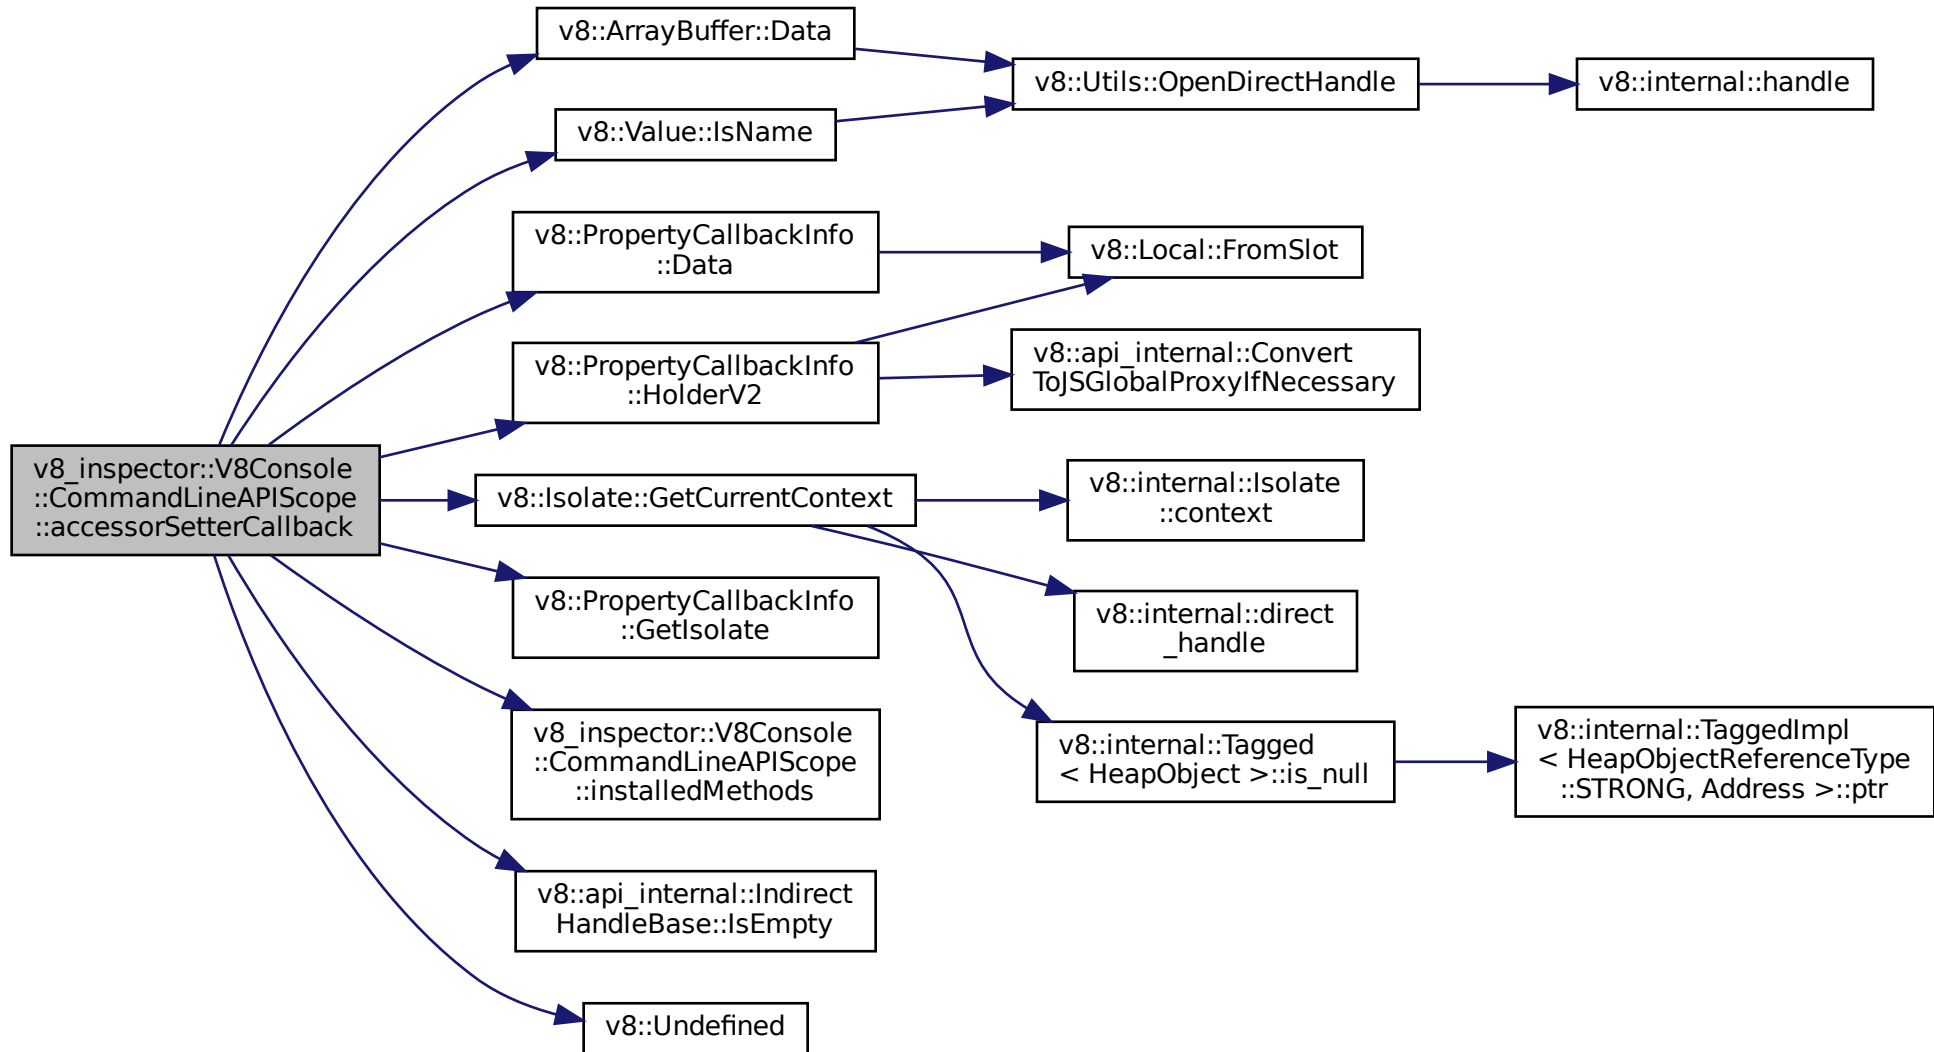 v8::ArrayBuffer::Data
v8::Utils::OpenDirectHandle
v8::internal::handle
v8::Value::IsName
v8::PropertyCallbackInfo
::Data
v8::Local::FromSlot
v8::PropertyCallbackInfo
::HolderV2
v8::api_internal::Convert
ToJSGlobalProxyIfNecessary
v8_inspector::V8Console
::CommandLineAPIScope
::accessorSetterCallback
v8::Isolate::GetCurrentContext
v8::internal::Isolate
::context
v8::PropertyCallbackInfo
::GetIsolate
v8::internal::direct
_handle
v8_inspector::V8Console
::CommandLineAPIScope
::installedMethods
v8::internal::Tagged
< HeapObject >::is_null
v8::internal::TaggedImpl
< HeapObjectReferenceType
::STRONG, Address >::ptr
v8::api_internal::Indirect
HandleBase::IsEmpty
v8::Undefined